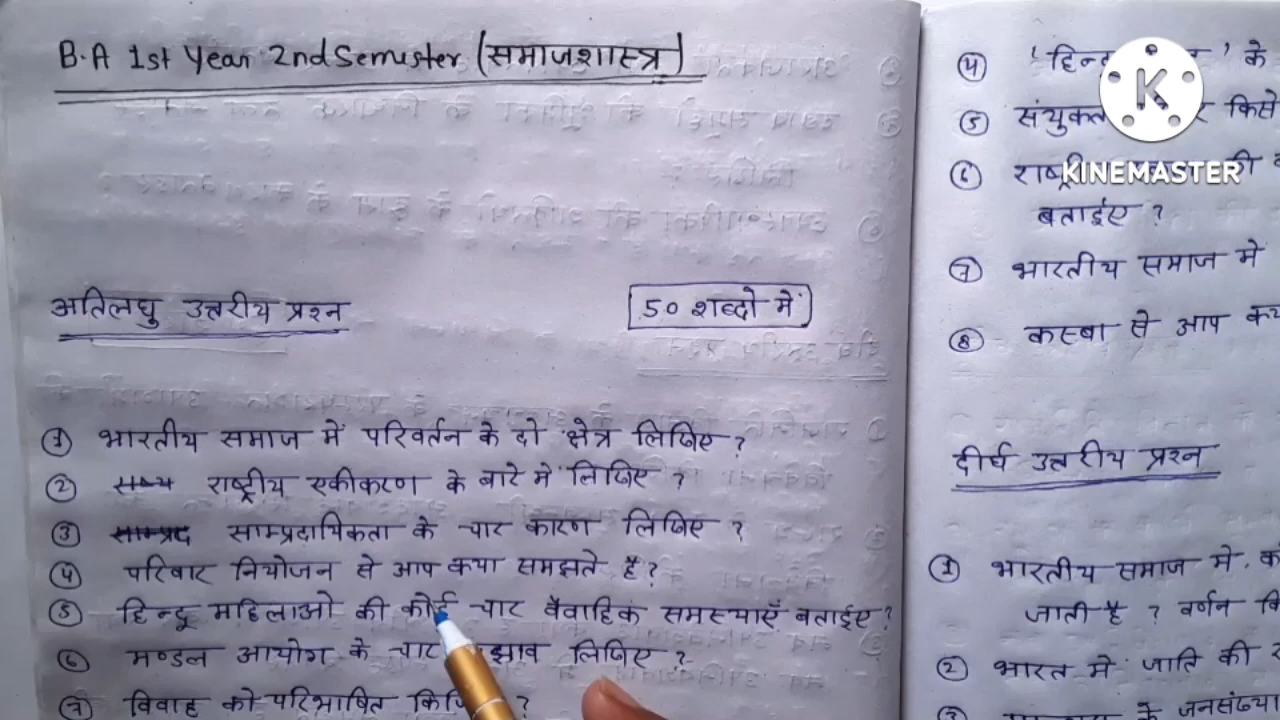 B.A 1st Year 2nd Semester (समाजशास्त्र)
अतिलघु उत्तरीय प्रश्न
50 शब्दो में
① भारतीय समाज में परिवर्तन के दो क्षेत्र लिखिए ?
② राष्ट्रीय एकीकरण के बारे में लिखिए ?
③ साम्प्रद साम्प्रदायिकता के चार कारण लिखिए ?
④ परिवार नियोजन से आप क्या समझते है ?
⑤ हिन्दू महिलाओ की कोई चार वैवाहिक समस्याएँ बताईए ?
⑥ मण्डल आयोग के चार लिखिए ?
⑦ विवाह को परिभाषित ?
④ के
⑤ किसे
⑥
बताईए ?
⑦ भारतीय समाज में
⑧ कस्बा से आप
दीर्घ उत्तरीय प्रश्न
① भारतीय समाज में
जाती है ? वर्णन
② भारत में जाति की
③ के जनसंख्या
K
KINEMASTER